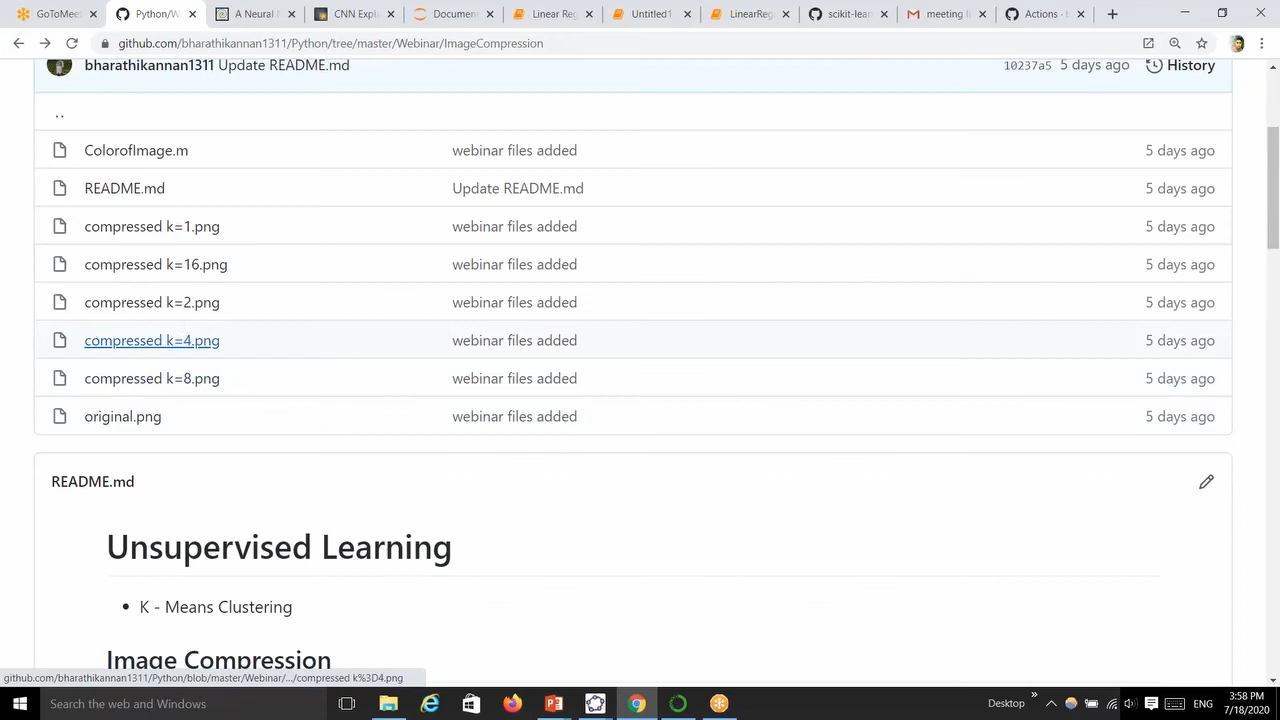 GoToMee
Python/W
A Neural
CNN Expl
Documen
Linear Reg
Untitled1
LinearReg
scikit-lear
meeting li
Actions - b
github.com/bharathikannan1311/Python/tree/master/Webinar/ImageCompression
bharathikannan1311 Update README.md 10237a5 5 days ago History
..
ColorofImage.m webinar files added 5 days ago
README.md Update README.md 5 days ago
compressed k=1.png webinar files added 5 days ago
compressed k=16.png webinar files added 5 days ago
compressed k=2.png webinar files added 5 days ago
compressed k=4.png webinar files added 5 days ago
compressed k=8.png webinar files added 5 days ago
original.png webinar files added 5 days ago
README.md
Unsupervised Learning
• K - Means Clustering
Image Compression
github.com/bharathikannan1311/Python/blob/master/Webinar/.../compressed k%3D4.png
Search the web and Windows
Desktop
ENG
3:58 PM
7/18/2020